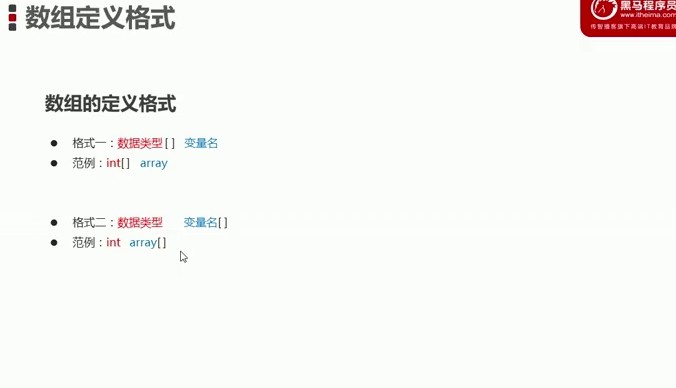 数组定义格式
黑马程序员
www.itheima.com
传智播客旗下高端IT教育品牌
数组的定义格式
● 格式一：数据类型[ ] 变量名
● 范例：int[] array
● 格式二：数据类型 变量名[ ]
● 范例：int array[]